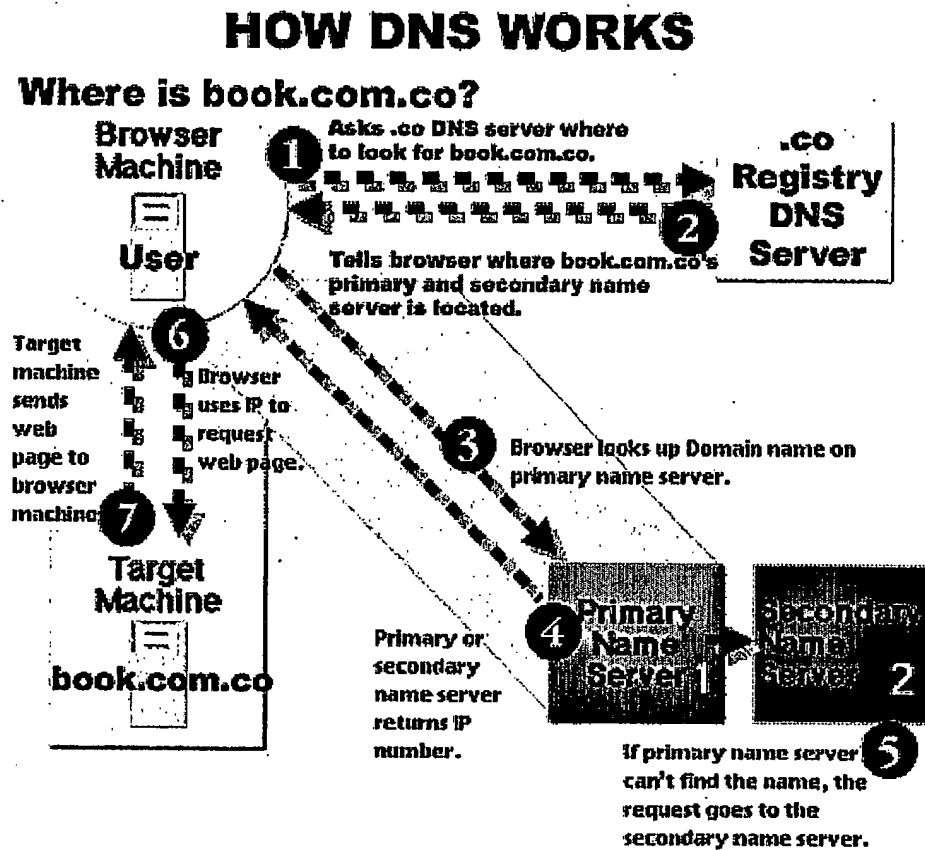 HOW DNS WORKS
Where is book.com.co?
Browser
Machine
User
1
Asks .co DNS server where
to look for book.com.co.
.co
Registry
DNS
Server
2
Tells browser where book.com.co's
primary and secondary name
server is located.
6
Target
machine
sends
web
page to
browser
machine
Browser
uses IP to
request
web page.
3
Browser looks up Domain name on
primary name server.
7
Target
Machine
book.com.co
4
Primary
Name
Server 1
Secondary
Name
Server 2
Primary or
secondary
name server
returns IP
number.
5
If primary name server
can't find the name, the
request goes to the
secondary name server.